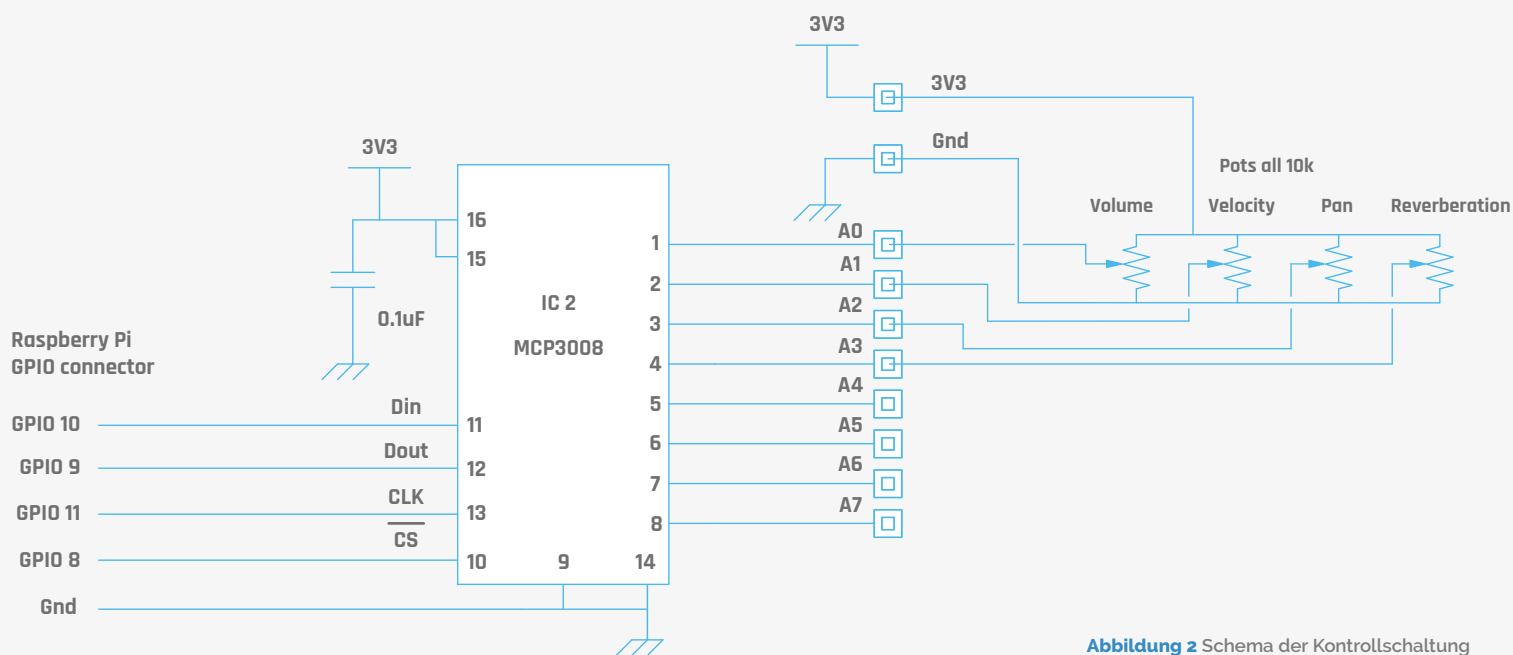 3V3
3V3
Gnd
3V3
Pots all 10k
Volume
Velocity
Pan
Reverberation
16
15
0.1uF
IC 2
MCP3008
1
2
3
4
5
6
7
8
A0
A1
A2
A3
A4
A5
A6
A7
Raspberry Pi
GPIO connector
GPIO 10
Din
11
GPIO 9
Dout
12
GPIO 11
CLK
13
GPIO 8
CS
10
9
14
Gnd
Abbildung 2 Schema der Kontrollschaltung